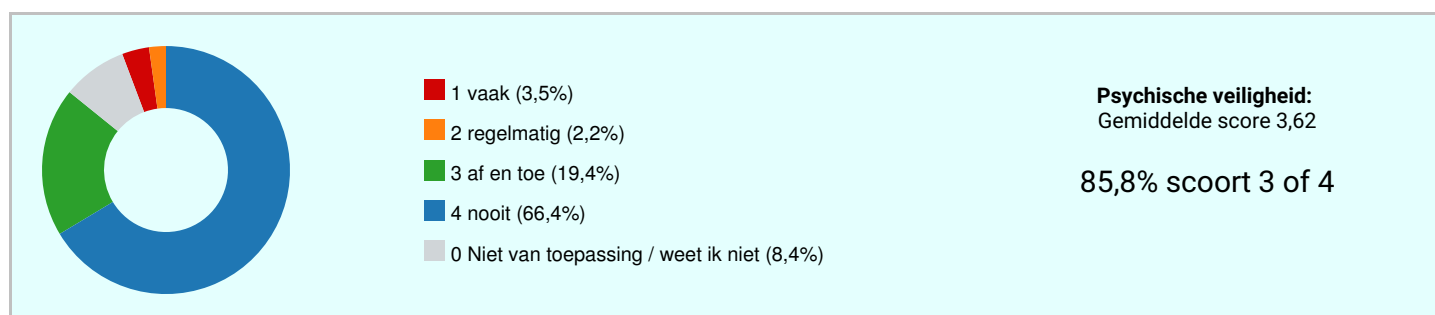 1 vaak (3,5%)
2 regelmatig (2,2%)
3 af en toe (19,4%)
4 nooit (66,4%)
0 Niet van toepassing / weet ik niet (8,4%)
Psychische veiligheid:
Gemiddelde score 3,62
85,8% scoort 3 of 4